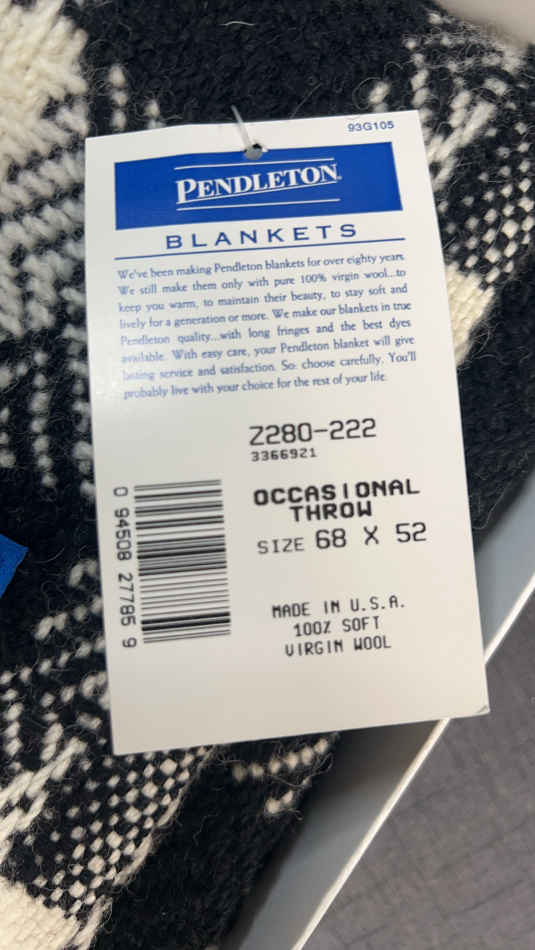 93G105
PENDLETON®
BLANKETS
We've been making Pendleton blankets for over eighty years.
We still make them only with pure 100% virgin wool...to
keep you warm, to maintain their beauty, to stay soft and
lively for a generation or more. We make our blankets in true
Pendleton quality...with long fringes and the best dyes
available. With easy care, your Pendleton blanket will give
lasting service and satisfaction. So: choose carefully. You'll
probably live with your choice for the rest of your life.
Z280-222
3366921
OCCASIONAL
THROW
SIZE 68 X 52
0 94508 27785 9
MADE IN U.S.A.
100% SOFT
VIRGIN WOOL